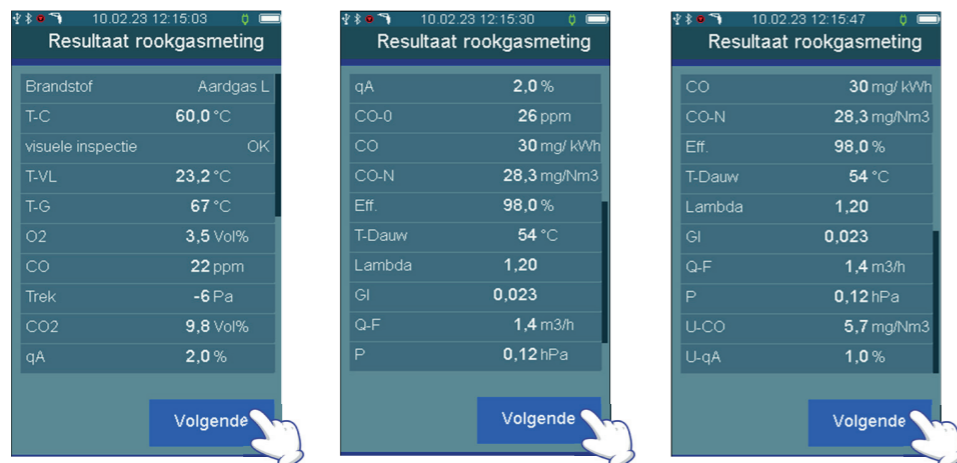 10.02.23 12:15:03
Resultaat rookgasmeting
Brandstof Aardgas L
T-C 60,0 °C
visuele inspectie OK
T-VL 23,2 °C
T-G 67 °C
O2 3,5 Vol%
CO 22 ppm
Trek -6 Pa
CO2 9,8 Vol%
qA 2,0 %
Volgende
10.02.23 12:15:30
Resultaat rookgasmeting
qA 2,0 %
CO-0 26 ppm
CO 30 mg/ kWh
CO-N 28,3 mg/Nm3
Eff. 98,0 %
T-Dauw 54 °C
Lambda 1,20
GI 0,023
Q-F 1,4 m3/h
P 0,12 hPa
Volgende
10.02.23 12:15:47
Resultaat rookgasmeting
CO 30 mg/ kWh
CO-N 28,3 mg/Nm3
Eff. 98,0 %
T-Dauw 54 °C
Lambda 1,20
GI 0,023
Q-F 1,4 m3/h
P 0,12 hPa
U-CO 5,7 mg/Nm3
U-qA 1,0 %
Volgende